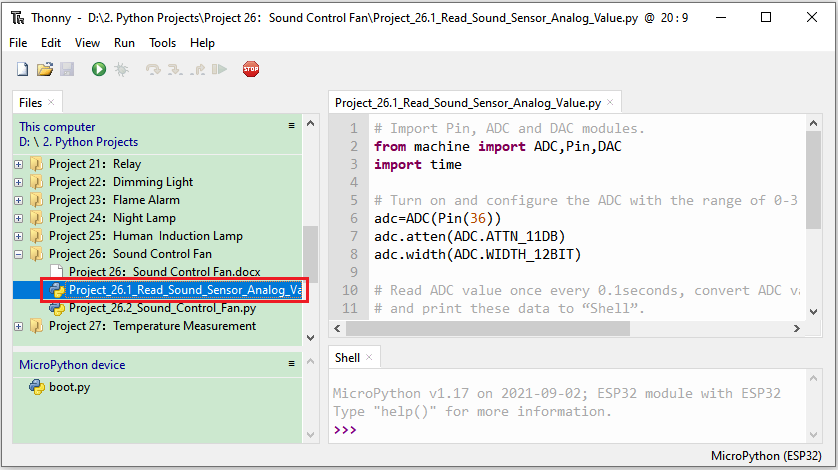 Thonny - D:\2. Python Projects\Project 26：Sound Control Fan\Project_26.1_Read_Sound_Sensor_Analog_Value.py @ 20 : 9
File Edit View Run Tools Help
STOP
Files
This computer
D: \ 2. Python Projects
Project 21：Relay
Project 22：Dimming Light
Project 23：Flame Alarm
Project 24：Night Lamp
Project 25：Human Induction Lamp
Project 26：Sound Control Fan
Project 26：Sound Control Fan.docx
Project_26.1_Read_Sound_Sensor_Analog_Va
Project_26.2_Sound_Control_Fan.py
Project 27：Temperature Measurement
MicroPython device
boot.py
Project_26.1_Read_Sound_Sensor_Analog_Value.py
1 # Import Pin, ADC and DAC modules.
2 from machine import ADC,Pin,DAC
3 import time
4
5 # Turn on and configure the ADC with the range of 0-3
6 adc=ADC(Pin(36))
7 adc.atten(ADC.ATTN_11DB)
8 adc.width(ADC.WIDTH_12BIT)
9
10 # Read ADC value once every 0.1seconds, convert ADC va
11 # and print these data to “Shell”.
Shell
MicroPython v1.17 on 2021-09-02; ESP32 module with ESP32
Type "help()" for more information.
>>>
MicroPython (ESP32)